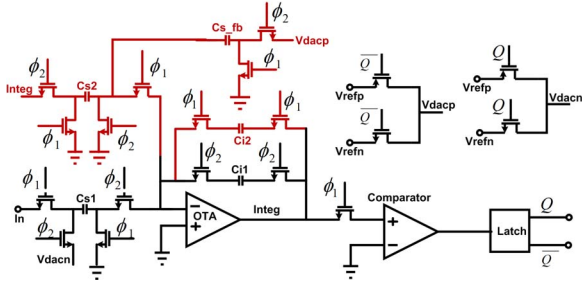 ϕ2
Cs_fb
Vdacp
ϕ2
Cs2
ϕ1
ϕ1
Q
Q
Integ
Vrefp
Vrefp
ϕ1
ϕ1
Vdacp
Vdacn
ϕ1
ϕ2
Ci2
Q
Q
ϕ2
ϕ2
Vrefn
Vrefn
ϕ1
Cs1
ϕ2
Ci1
ϕ1
Comparator
In
−
OTA
+
Integ
+
−
Latch
Q
Q
ϕ2
ϕ1
Vdacn